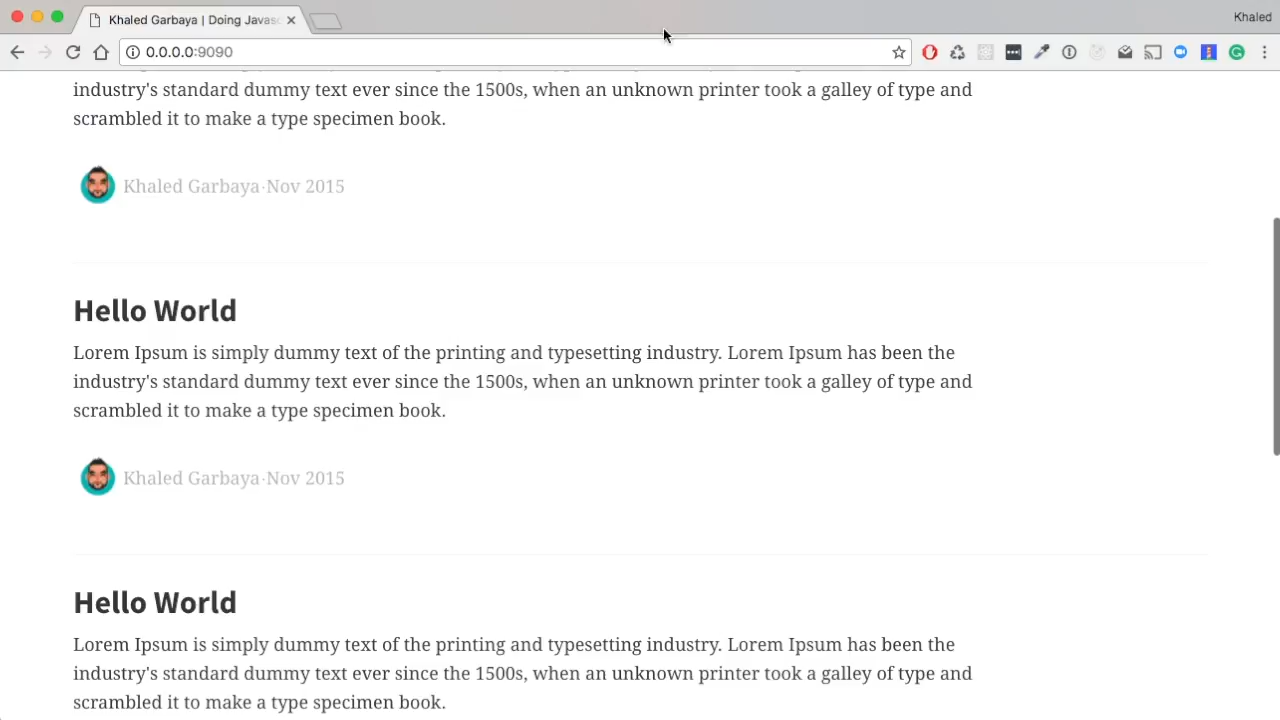 Khaled Garbaya | Doing Javasc
Khaled
0.0.0.0:9090
industry's standard dummy text ever since the 1500s, when an unknown printer took a galley of type and
scrambled it to make a type specimen book.
Khaled Garbaya·Nov 2015
Hello World
Lorem Ipsum is simply dummy text of the printing and typesetting industry. Lorem Ipsum has been the
industry's standard dummy text ever since the 1500s, when an unknown printer took a galley of type and
scrambled it to make a type specimen book.
Khaled Garbaya·Nov 2015
Hello World
Lorem Ipsum is simply dummy text of the printing and typesetting industry. Lorem Ipsum has been the
industry's standard dummy text ever since the 1500s, when an unknown printer took a galley of type and
scrambled it to make a type specimen book.